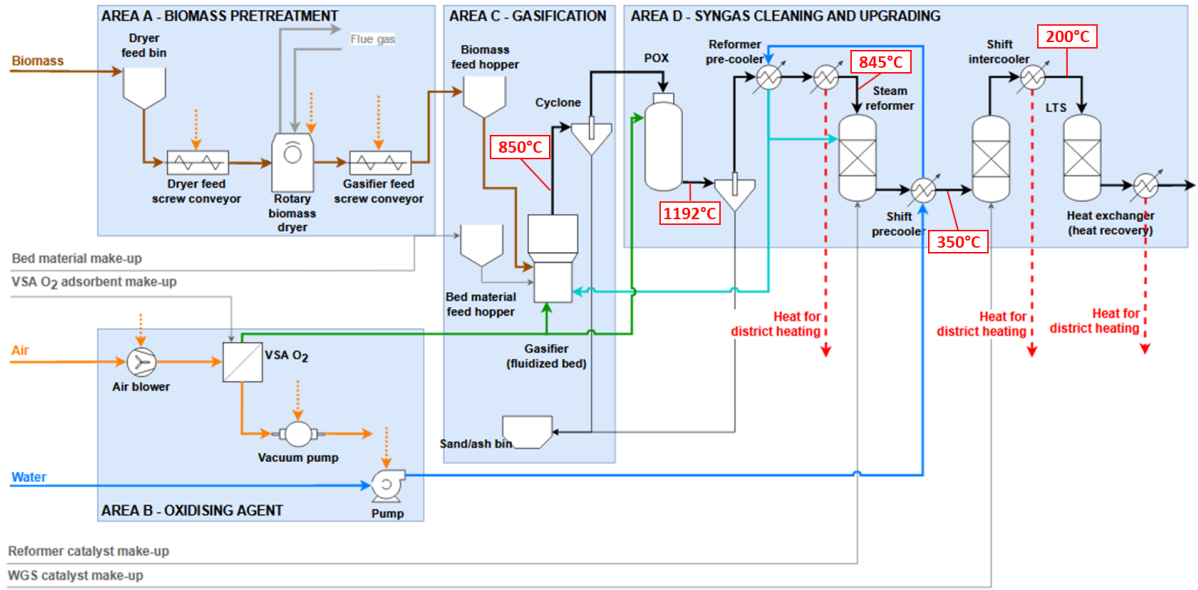 AREA A - BIOMASS PRETREATMENT
AREA C - GASIFICATION
AREA D - SYNGAS CLEANING AND UPGRADING
Dryer
feed bin
Flue gas
Biomass
Biomass
feed hopper
Cyclone
POX
Reformer
pre-cooler
845°C
Steam
reformer
Shift
intercooler
200°C
LTS
850°C
1192°C
Dryer feed
screw conveyor
Rotary
biomass
dryer
Gasifier feed
screw conveyor
Shift
precooler
350°C
Heat exchanger
(heat recovery)
Bed material make-up
VSA O₂ adsorbent make-up
Bed material
feed hopper
Gasifier
(fluidized bed)
Heat for
district heating
Heat for
district heating
Heat for
district heating
Air
Air blower
VSA O₂
Vacuum pump
Sand/ash bin
Water
Pump
AREA B - OXIDISING AGENT
Reformer catalyst make-up
WGS catalyst make-up